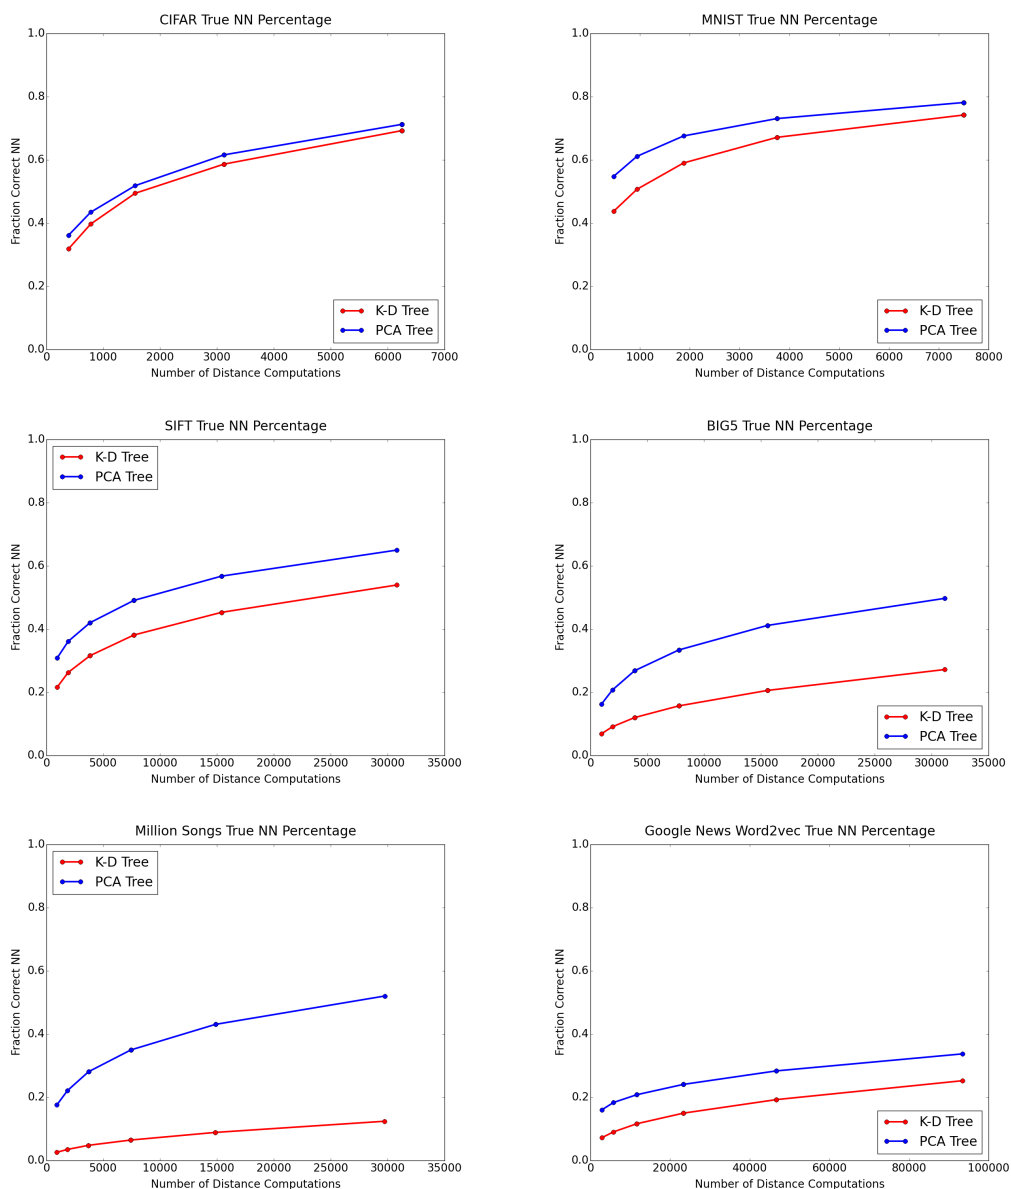 CIFAR True NN Percentage
1.0
0.8
0.6
0.4
0.2
0.0
Fraction Correct NN
K-D Tree
PCA Tree
0 1000 2000 3000 4000 5000 6000 7000
Number of Distance Computations
MNIST True NN Percentage
1.0
0.8
0.6
0.4
0.2
0.0
Fraction Correct NN
K-D Tree
PCA Tree
0 1000 2000 3000 4000 5000 6000 7000 8000
Number of Distance Computations
SIFT True NN Percentage
1.0
0.8
0.6
0.4
0.2
0.0
Fraction Correct NN
K-D Tree
PCA Tree
0 5000 10000 15000 20000 25000 30000 35000
Number of Distance Computations
BIG5 True NN Percentage
1.0
0.8
0.6
0.4
0.2
0.0
Fraction Correct NN
K-D Tree
PCA Tree
0 5000 10000 15000 20000 25000 30000 35000
Number of Distance Computations
Million Songs True NN Percentage
1.0
0.8
0.6
0.4
0.2
0.0
Fraction Correct NN
K-D Tree
PCA Tree
0 5000 10000 15000 20000 25000 30000 35000
Number of Distance Computations
Google News Word2vec True NN Percentage
1.0
0.8
0.6
0.4
0.2
0.0
Fraction Correct NN
K-D Tree
PCA Tree
0 20000 40000 60000 80000 100000
Number of Distance Computations